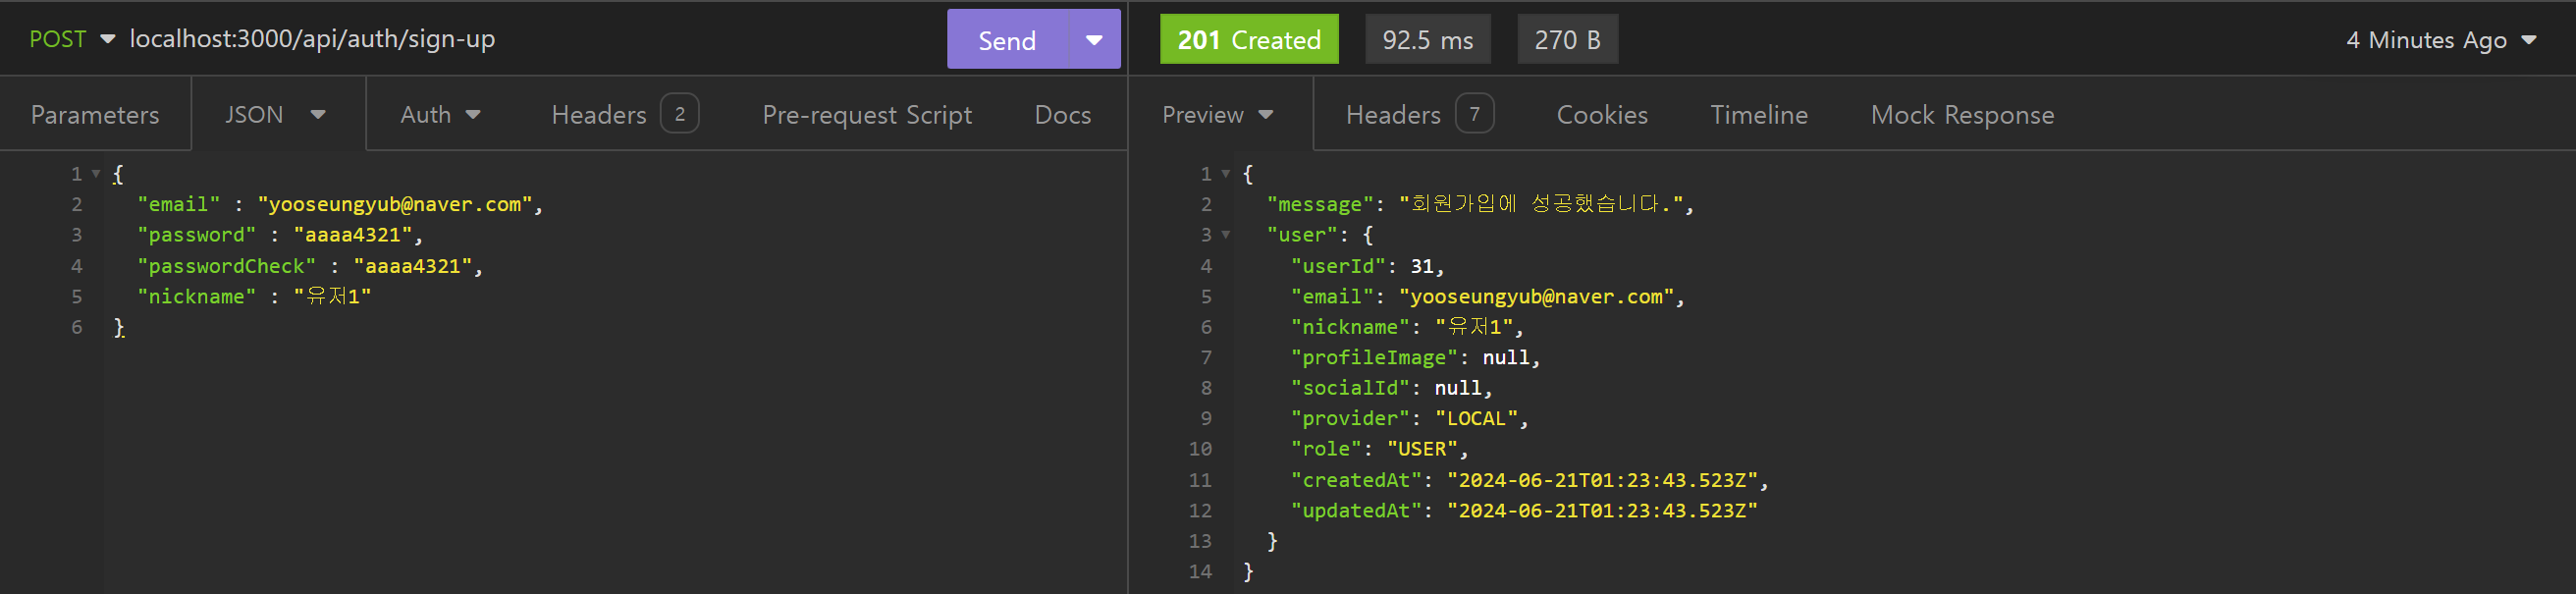 POST localhost:3000/api/auth/sign-up Send
201 Created 92.5 ms 270 B 4 Minutes Ago
Parameters JSON Auth Headers 2 Pre-request Script Docs
Preview Headers 7 Cookies Timeline Mock Response
1 {
2 "email" : "yooseungyub@naver.com",
3 "password" : "aaaa4321",
4 "passwordCheck" : "aaaa4321",
5 "nickname" : "유저1"
6 }
1 {
2 "message": "회원가입에 성공했습니다.",
3 "user": {
4 "userId": 31,
5 "email": "yooseungyub@naver.com",
6 "nickname": "유저1",
7 "profileImage": null,
8 "socialId": null,
9 "provider": "LOCAL",
10 "role": "USER",
11 "createdAt": "2024-06-21T01:23:43.523Z",
12 "updatedAt": "2024-06-21T01:23:43.523Z"
13 }
14 }